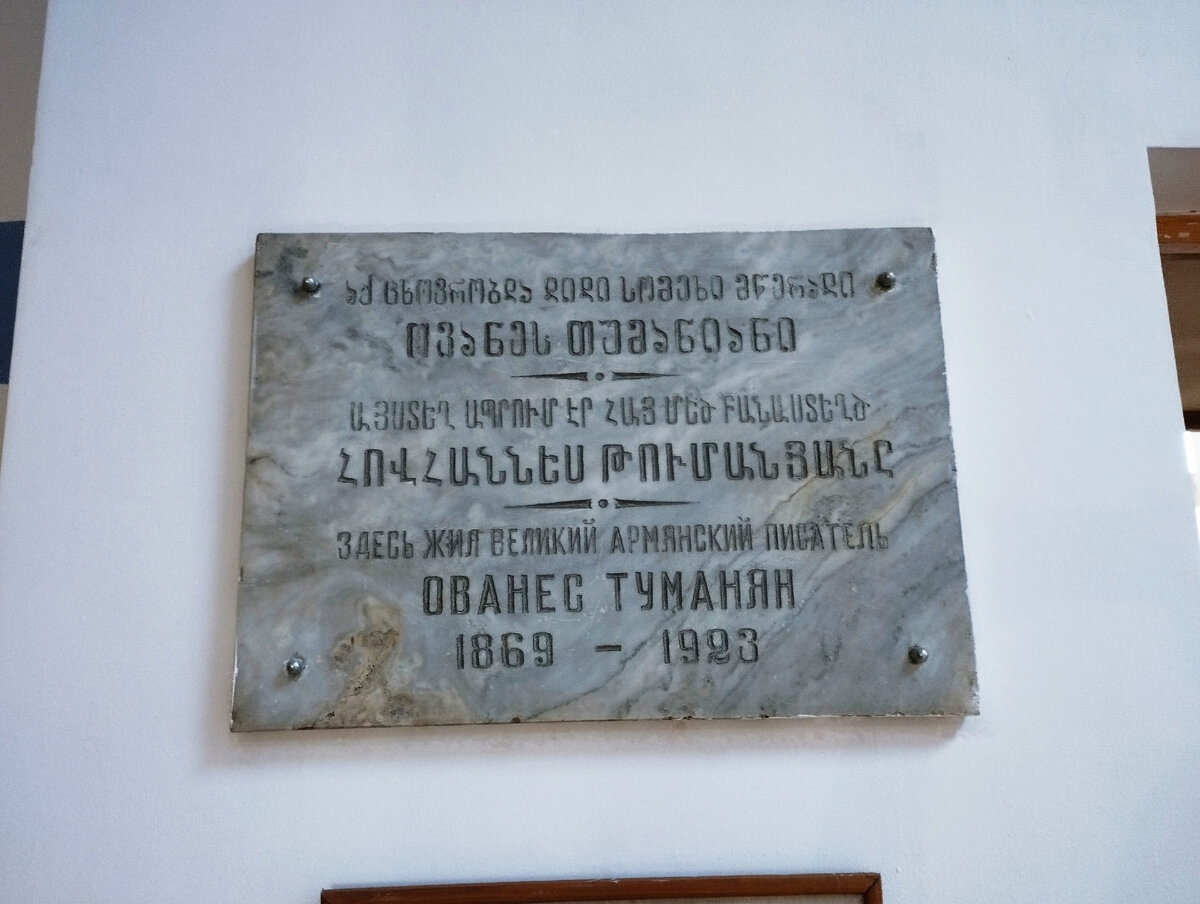 აქ ცხოვრობდა დიდი სომეხი მწერალი
ოვანეს თუმანიანი
ԱՅՍՏԵՂ ԱՊՐՈՒՄ ԷՐ ՀԱՅ ՄԵԾ ԲԱՆԱՍՏԵՂԾ
ՀՈՎՀԱՆՆԵՍ ԹՈՒՄԱՆՅԱՆԸ
ЗДЕСЬ ЖИЛ ВЕЛИКИЙ АРМЯНСКИЙ ПИСАТЕЛЬ
ОВАНЕС ТУМАНЯН
1869 – 1923